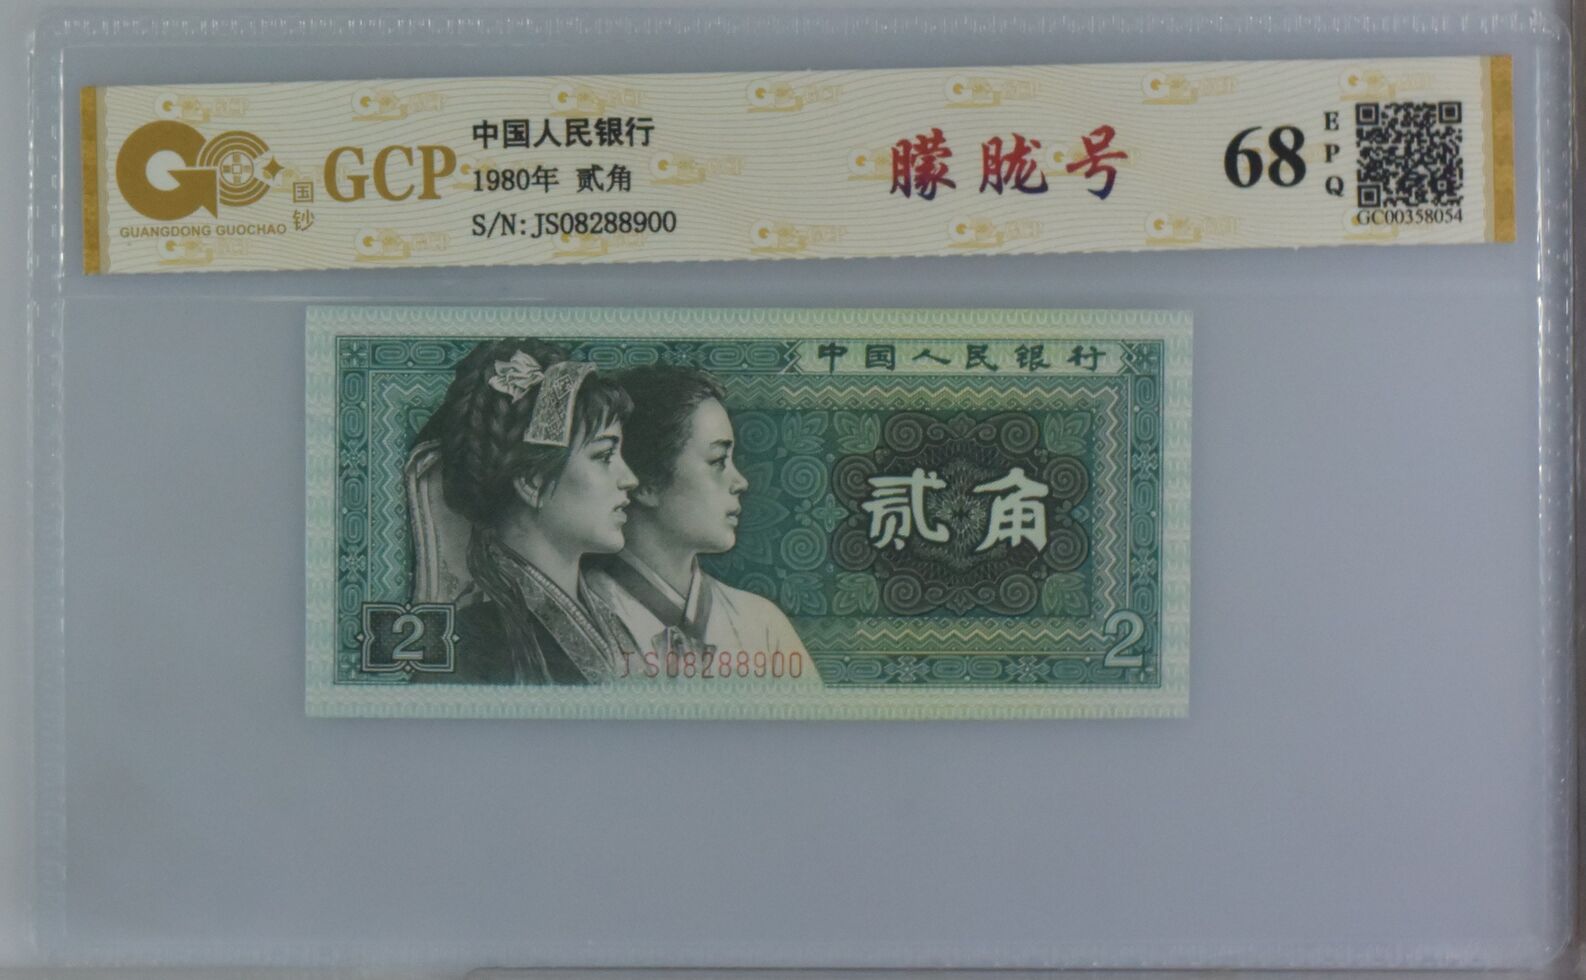 中国人民银行
1980年 贰角
S/N:JS08288900
GCP
国钞
GUANGDONG GUOCHAO
朦胧号
68
EPQ
GC00358054
中国人民银行
贰角
2
2
JS08288900